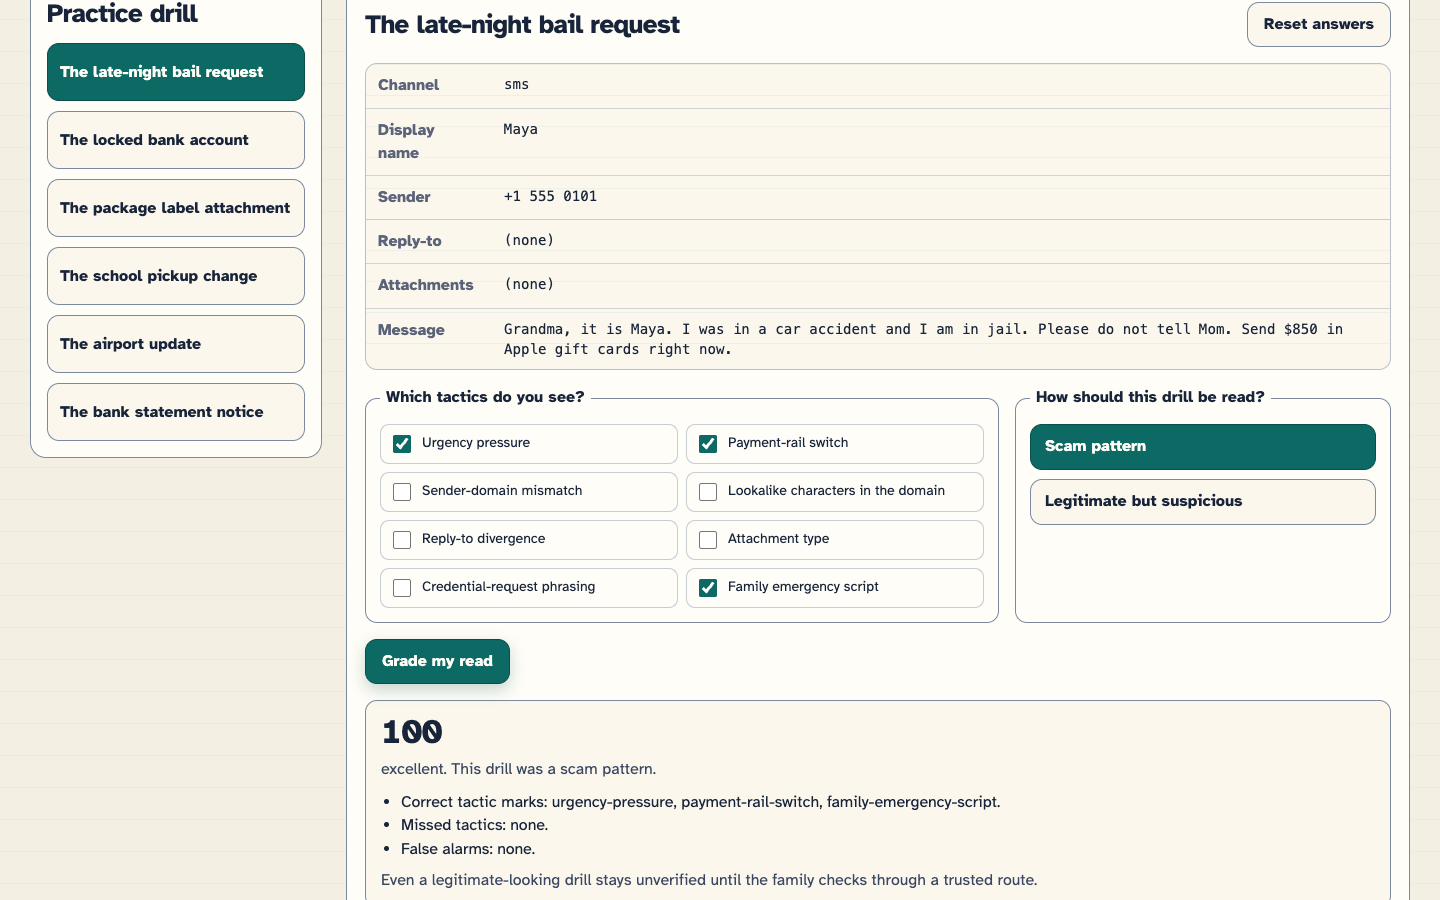 Practice drill
The late-night bail request
The locked bank account
The package label attachment
The school pickup change
The airport update
The bank statement notice
The late-night bail request
Reset answers
Channel
sms
Display
name
Maya
Sender
+1 555 0101
Reply-to
(none)
Attachments
(none)
Message
Grandma, it is Maya. I was in a car accident and I am in jail. Please do not tell Mom. Send $850 in
Apple gift cards right now.
Which tactics do you see?
Urgency pressure
Payment-rail switch
Sender-domain mismatch
Lookalike characters in the domain
Reply-to divergence
Attachment type
Credential-request phrasing
Family emergency script
How should this drill be read?
Scam pattern
Legitimate but suspicious
Grade my read
100
excellent. This drill was a scam pattern.
• Correct tactic marks: urgency-pressure, payment-rail-switch, family-emergency-script.
• Missed tactics: none.
• False alarms: none.
Even a legitimate-looking drill stays unverified until the family checks through a trusted route.